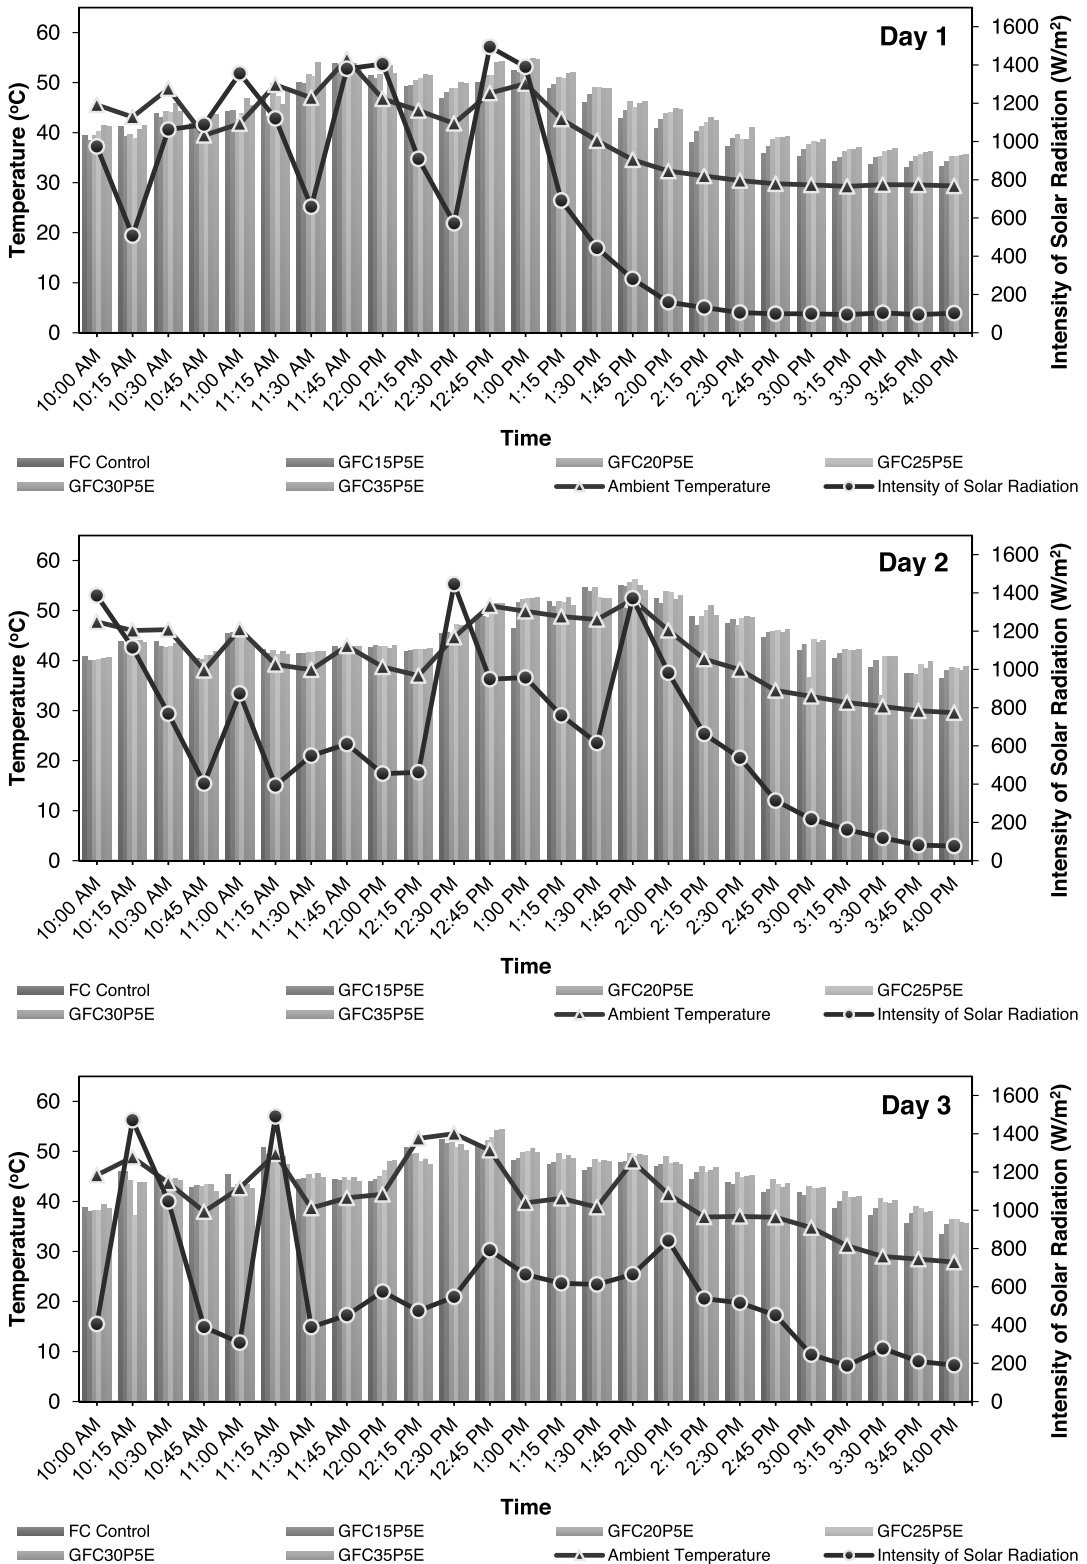 Day 1
Temperature (ºC)
60
50
40
30
20
10
0
1600
1400
1200
1000
800
600
400
200
0
Intensity of Solar Radiation (W/m²)
10:00 AM
10:15 AM
10:30 AM
10:45 AM
11:00 AM
11:15 AM
11:30 AM
11:45 AM
12:00 PM
12:15 PM
12:30 PM
12:45 PM
1:00 PM
1:15 PM
1:30 PM
1:45 PM
2:00 PM
2:15 PM
2:30 PM
2:45 PM
3:00 PM
3:15 PM
3:30 PM
3:45 PM
4:00 PM
Time
FC Control GFC15P5E GFC20P5E GFC25P5E
GFC30P5E GFC35P5E Ambient Temperature Intensity of Solar Radiation
Day 2
Temperature (ºC)
60
50
40
30
20
10
0
1600
1400
1200
1000
800
600
400
200
0
Intensity of Solar Radiation (W/m²)
10:00 AM
10:15 AM
10:30 AM
10:45 AM
11:00 AM
11:15 AM
11:30 AM
11:45 AM
12:00 PM
12:15 PM
12:30 PM
12:45 PM
1:00 PM
1:15 PM
1:30 PM
1:45 PM
2:00 PM
2:15 PM
2:30 PM
2:45 PM
3:00 PM
3:15 PM
3:30 PM
3:45 PM
4:00 PM
Time
FC Control GFC15P5E GFC20P5E GFC25P5E
GFC30P5E GFC35P5E Ambient Temperature Intensity of Solar Radiation
Day 3
Temperature (ºC)
60
50
40
30
20
10
0
1600
1400
1200
1000
800
600
400
200
0
Intensity of Solar Radiation (W/m²)
10:00 AM
10:15 AM
10:30 AM
10:45 AM
11:00 AM
11:15 AM
11:30 AM
11:45 AM
12:00 PM
12:15 PM
12:30 PM
12:45 PM
1:00 PM
1:15 PM
1:30 PM
1:45 PM
2:00 PM
2:15 PM
2:30 PM
2:45 PM
3:00 PM
3:15 PM
3:30 PM
3:45 PM
4:00 PM
Time
FC Control GFC15P5E GFC20P5E GFC25P5E
GFC30P5E GFC35P5E Ambient Temperature Intensity of Solar Radiation